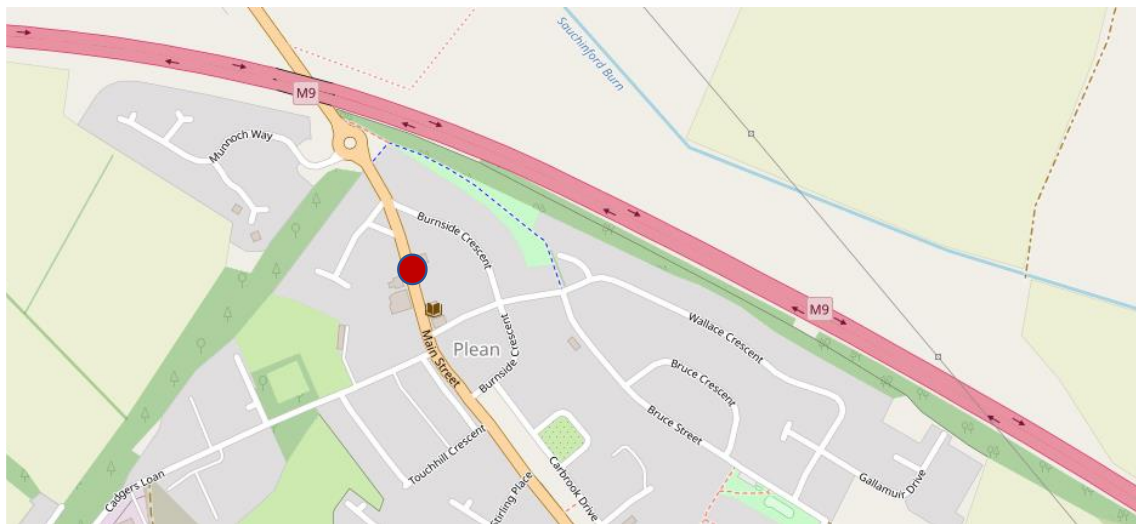 Sauchinford Burn
M9
Munnoch Way
Burnside Crescent
M9
Wallace Crescent
Main Street
Plean
Burnside Crescent
Bruce Crescent
Bruce Street
Touchhill Crescent
Carbrook Drive
Gallamuir Drive
Cadgers Loan
Stirling Place